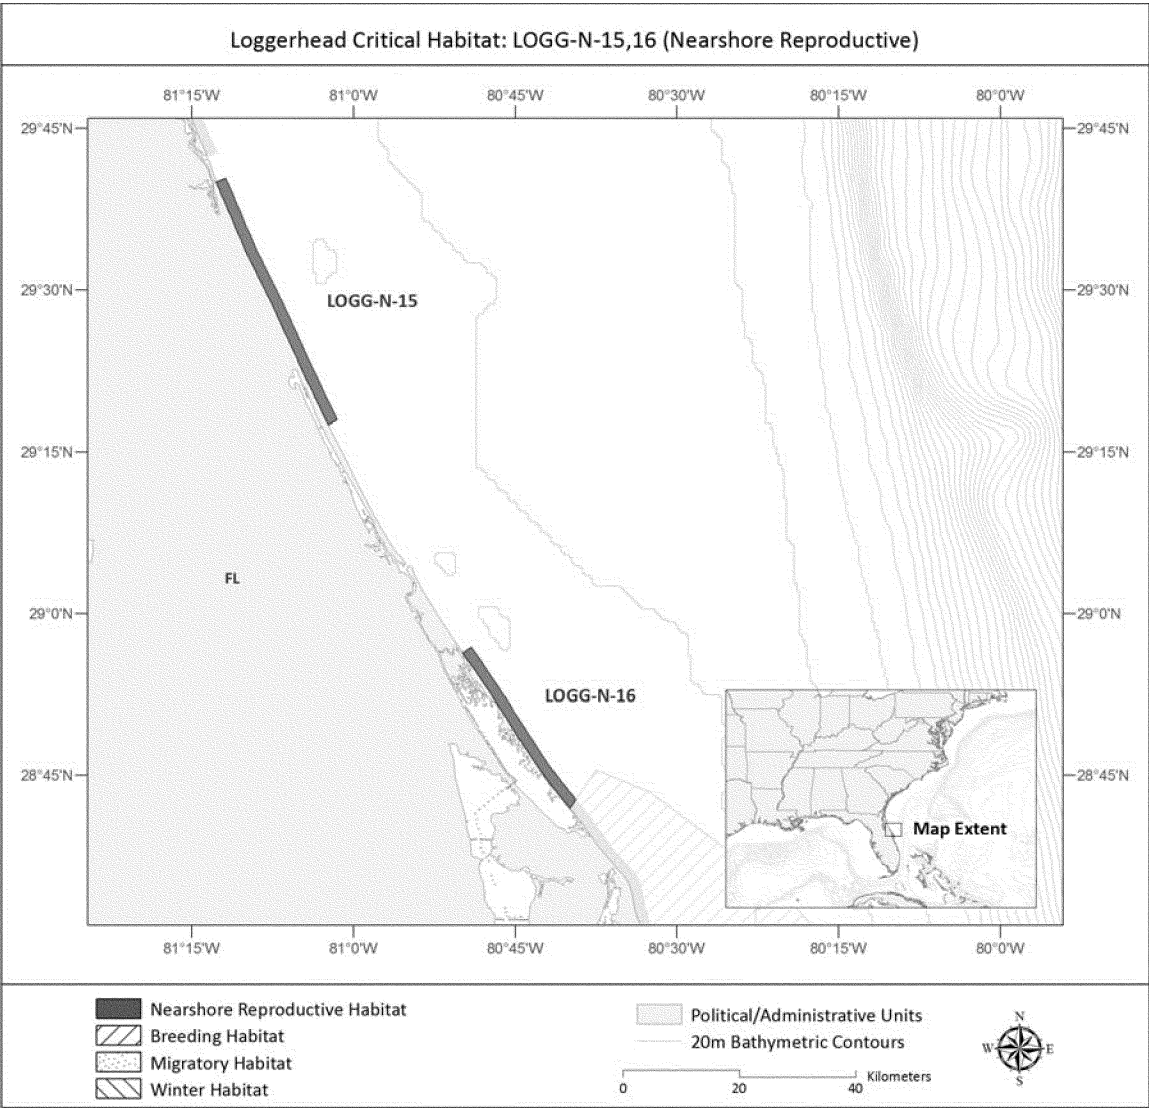 Loggerhead Critical Habitat: LOGG-N-15,16 (Nearshore Reproductive)
81°15'W 81°0'W 80°45'W 80°30'W 80°15'W 80°0'W
29°45'N 29°45'N
29°30'N LOGG-N-15 29°30'N
29°15'N 29°15'N
FL
29°0'N 29°0'N
LOGG-N-16
28°45'N 28°45'N
Map Extent
81°15'W 81°0'W 80°45'W 80°30'W 80°15'W 80°0'W
Nearshore Reproductive Habitat
Breeding Habitat
Migratory Habitat
Winter Habitat
Political/Administrative Units
20m Bathymetric Contours
Kilometers
0 20 40
N
W E
S